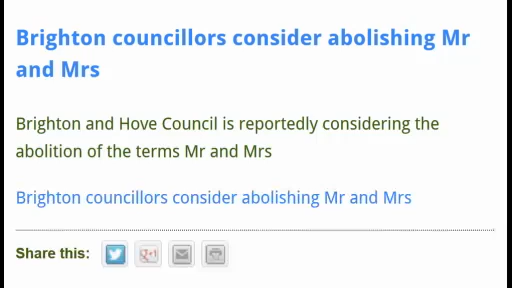 Brighton councillors consider abolishing Mr
and Mrs
Brighton and Hove Council is reportedly considering the
abolition of the terms Mr and Mrs
Brighton councillors consider abolishing Mr and Mrs
Share this:
g+1